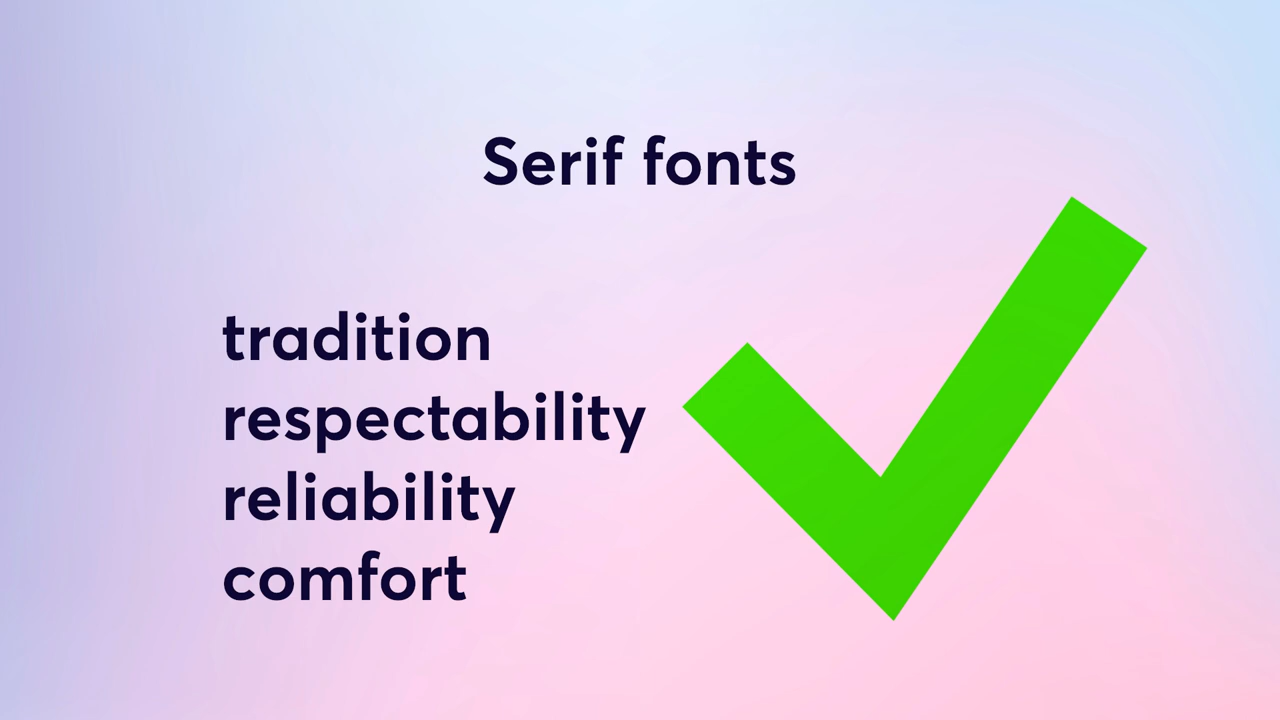 Serif fonts
tradition
respectability
reliability
comfort